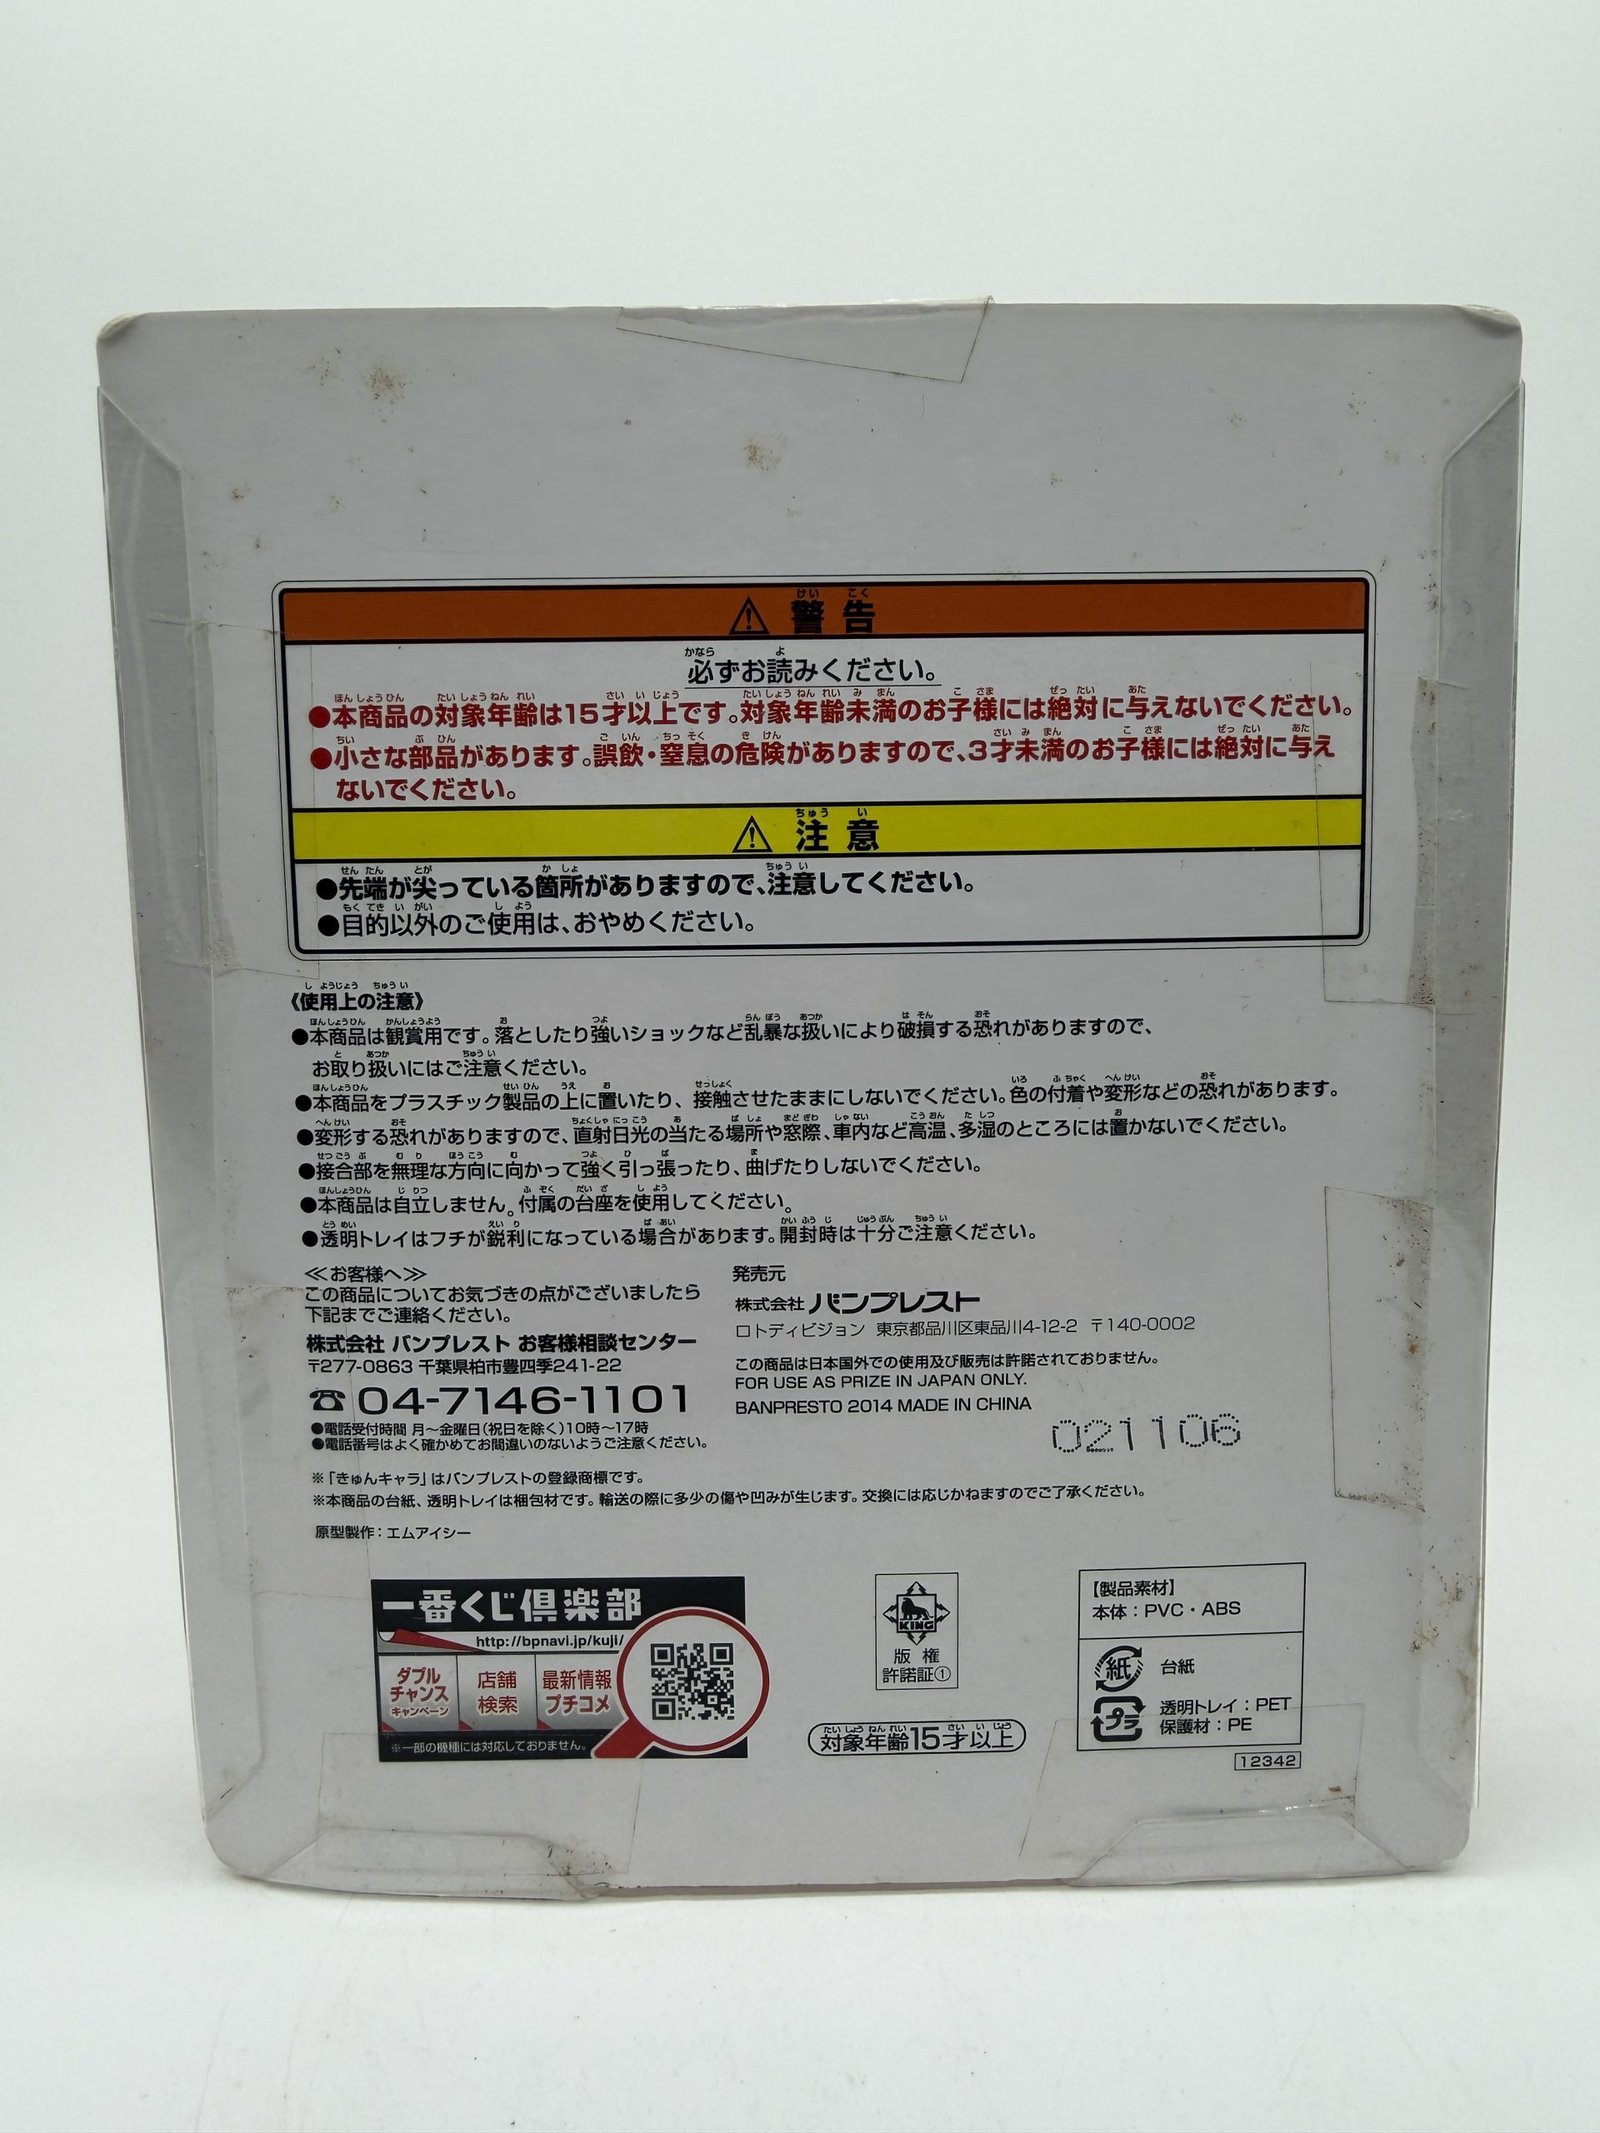 ⚠ 警告
必ずお読みください。
●本商品の対象年齢は15才以上です。対象年齢未満のお子様には絶対に与えないでください。
●小さな部品があります。誤飲・窒息の危険がありますので、3才未満のお子様には絶対に与え
ないでください。
⚠ 注意
●先端が尖っている箇所がありますので、注意してください。
●目的以外のご使用は、おやめください。
《使用上の注意》
●本商品は観賞用です。落としたり強いショックなど乱暴な扱いにより破損する恐れがありますので、
お取り扱いにはご注意ください。
●本商品をプラスチック製品の上に置いたり、接触させたままにしないでください。色の付着や変形などの恐れがあります。
●変形する恐れがありますので、直射日光の当たる場所や窓際、車内など高温、多湿のところには置かないでください。
●接合部を無理な方向に向かって強く引っ張ったり、曲げたりしないでください。
●本商品は自立しません。付属の台座を使用してください。
●透明トレイはフチが鋭利になっている場合があります。開封時は十分ご注意ください。
≪お客様へ≫
この商品についてお気づきの点がございましたら
下記までご連絡ください。
株式会社 バンプレスト お客様相談センター
〒277-0863 千葉県柏市豊四季241-22
☎04-7146-1101
●電話受付時間 月～金曜日(祝日を除く)10時～17時
●電話番号はよく確かめてお間違いのないようご注意ください。
発売元
株式会社 バンプレスト
ロトディビジョン 東京都品川区東品川4-12-2 〒140-0002
この商品は日本国外での使用及び販売は許諾されておりません。
FOR USE AS PRIZE IN JAPAN ONLY.
BANPRESTO 2014 MADE IN CHINA
021106
※「きゅんキャラ」はバンプレストの登録商標です。
※本商品の台紙、透明トレイは梱包材です。輸送の際に多少の傷や凹みが生じます。交換には応じかねますのでご了承ください。
原型製作：エムアイシー
一番くじ倶楽部
http://bpnavi.jp/kuji/
ダブル
チャンス
キャンペーン
店舗
検索
最新情報
プチコメ
※一部の機種には対応しておりません。
KING
版権
許諾証①
対象年齢15才以上
【製品素材】
本体：PVC・ABS
紙 台紙
プラ 透明トレイ：PET
保護材：PE
12342